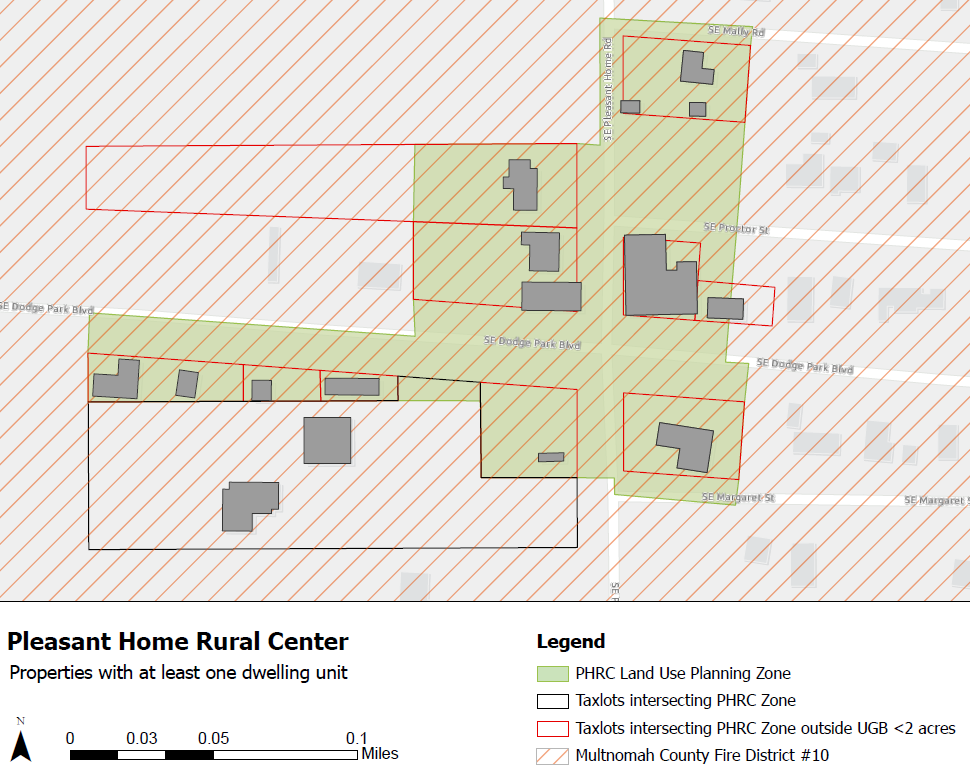 SE Mally Rd
SE Pleasant Home Rd
SE Proctor St
SE Dodge Park Blvd
SE Dodge Park Blvd
SE Dodge Park Blvd
SE Margaret St
SE Margaret S
SE
Pleasant Home Rural Center
Properties with at least one dwelling unit
N
0 0.03 0.05 0.1
Miles
Legend
PHRC Land Use Planning Zone
Taxlots intersecting PHRC Zone
Taxlots intersecting PHRC Zone outside UGB <2 acres
Multnomah County Fire District #10